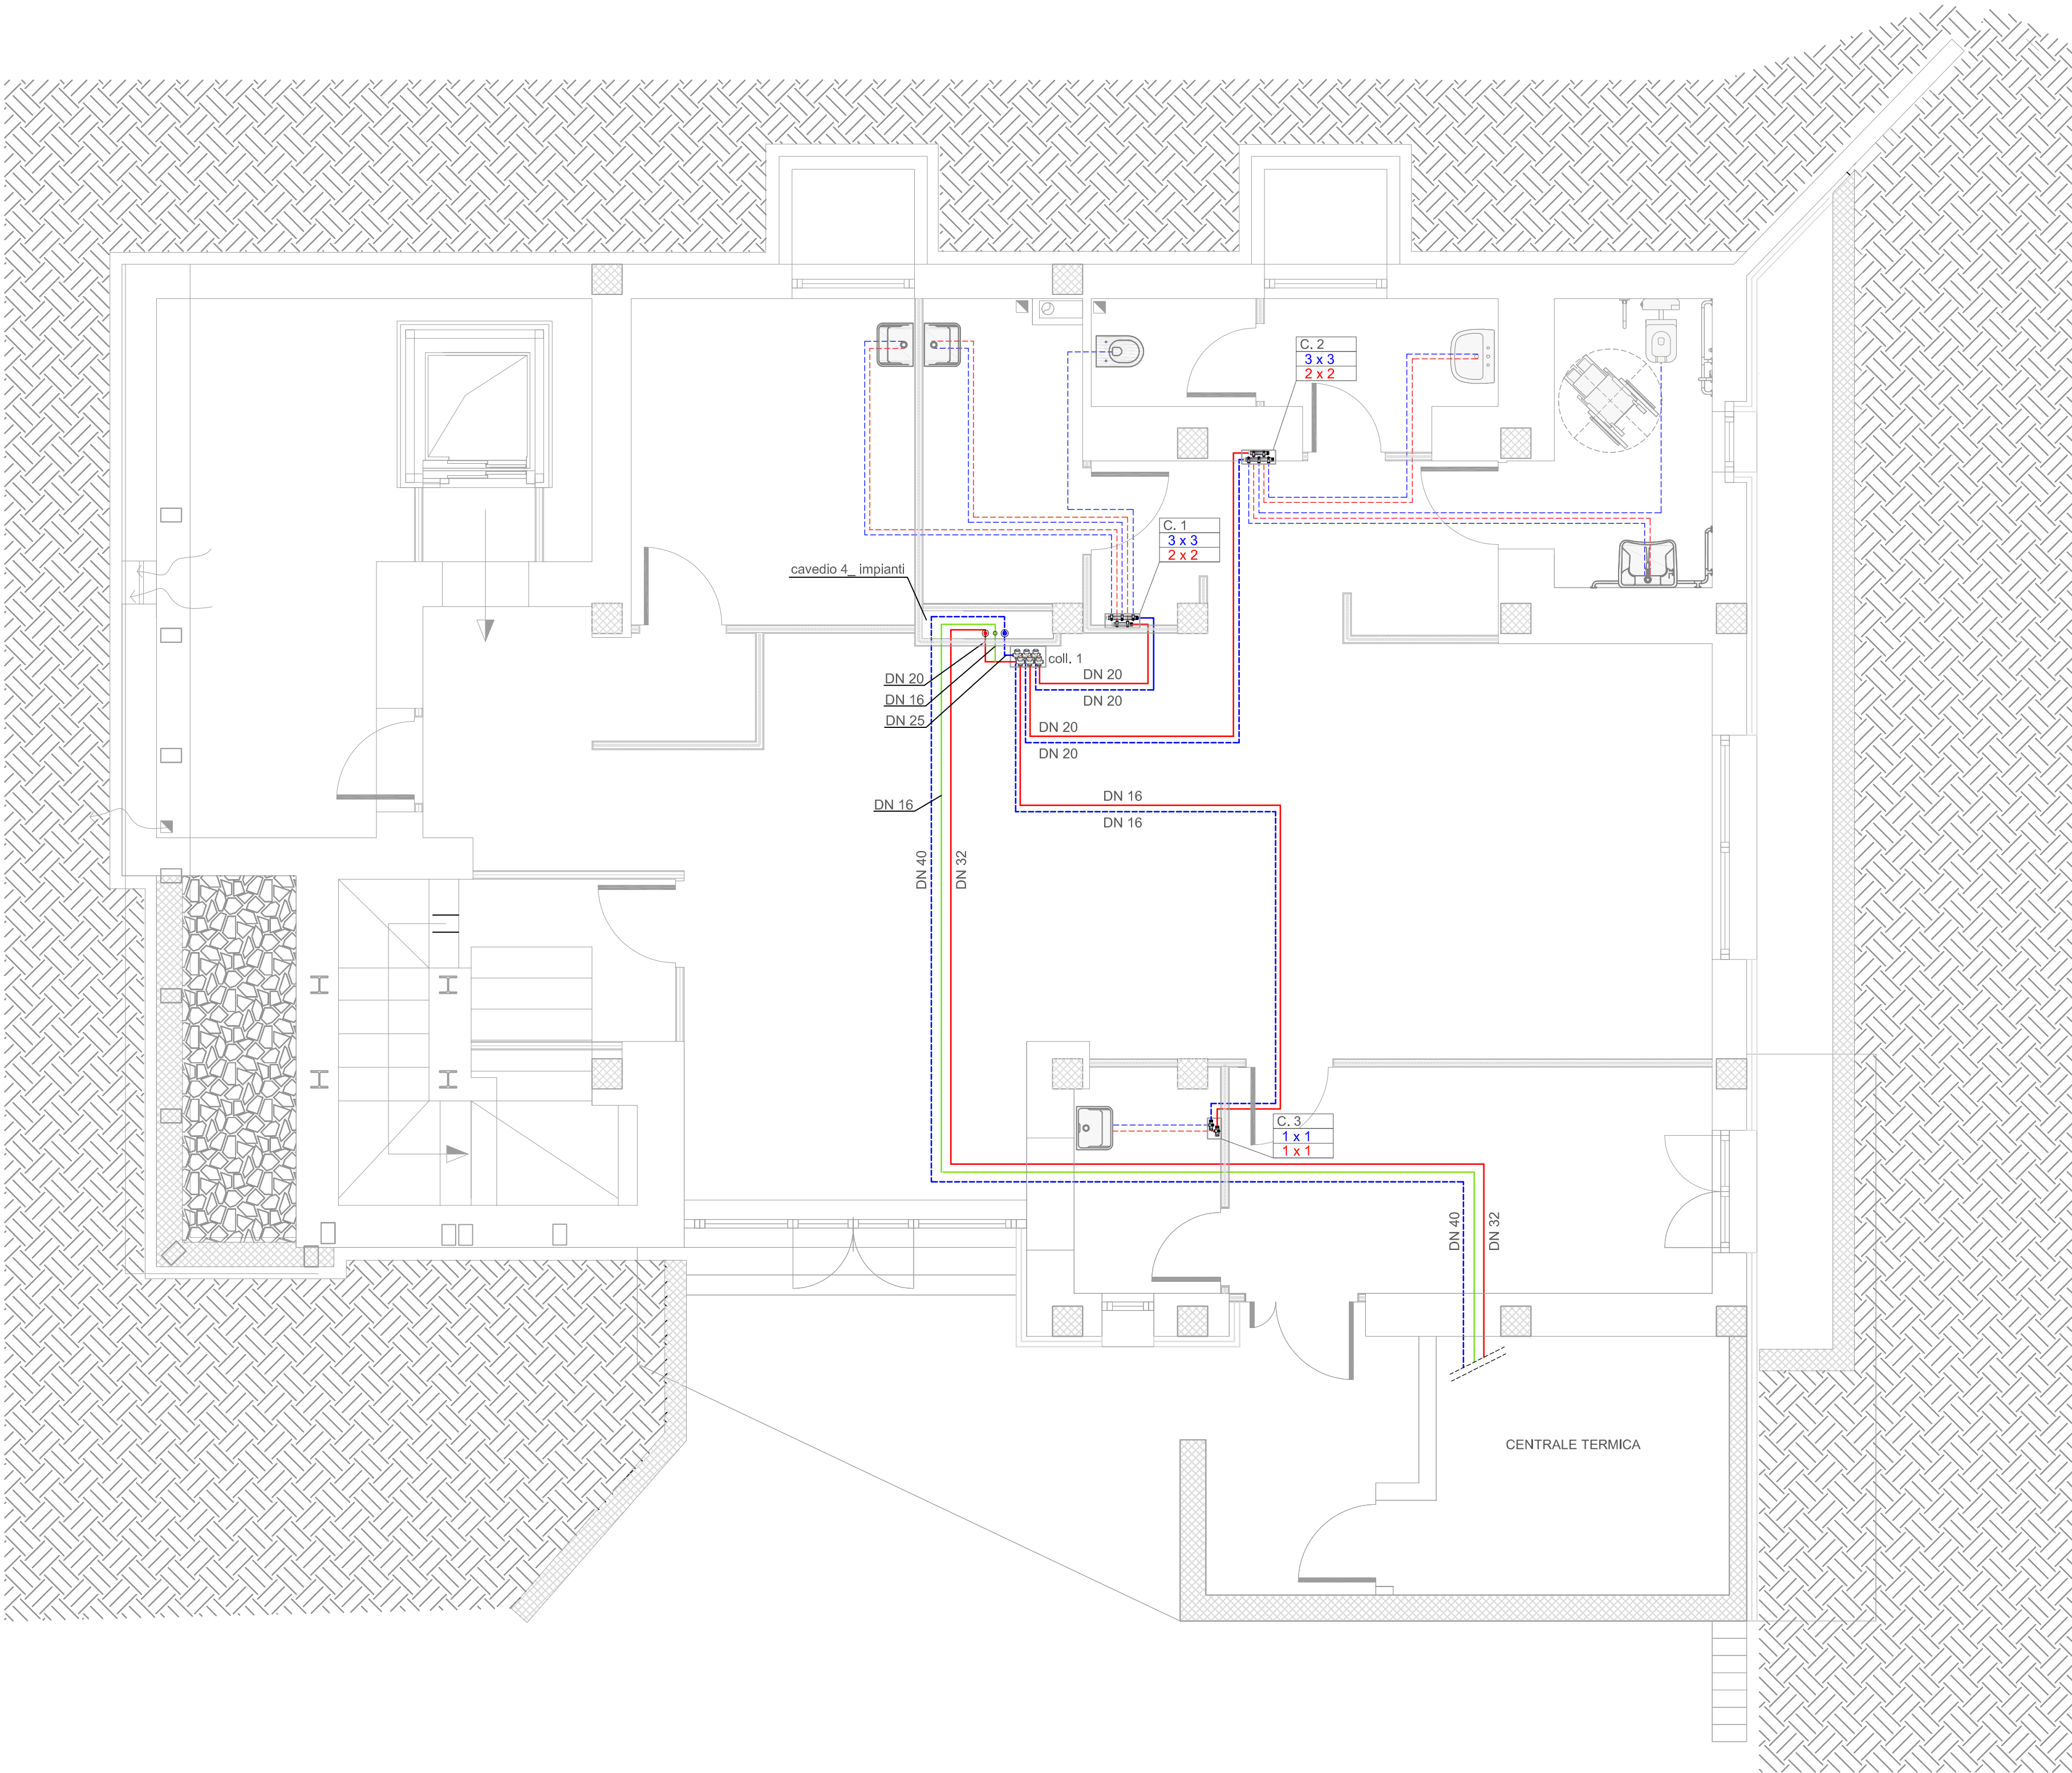 C. 2
3 x 3
2 x 2
C. 1
3 x 3
2 x 2
cavedio 4_ impianti
coll. 1
DN 20
DN 20
DN 16
DN 20
DN 25
DN 20
DN 20
DN 16
DN 16
DN 16
DN 40
DN 32
C. 3
1 x 1
1 x 1
DN 40
DN 32
CENTRALE TERMICA